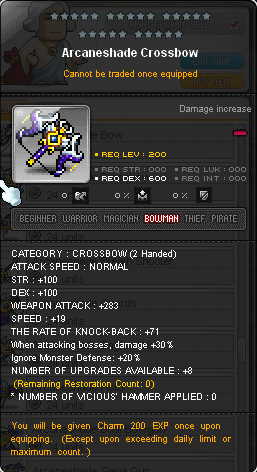 Arcaneshade Crossbow
Cannot be traded once equipped
Damage increase
REQ LEV : 200
REQ STR : 000
REQ LUK : 000
REQ DEX : 600
REQ INT : 000
0
0
0
BEGINNER WARRIOR MAGICIAN BOWMAN THIEF PIRATE
CATEGORY : CROSSBOW (2 Handed)
ATTACK SPEED : NORMAL
STR : +100
DEX : +100
WEAPON ATTACK : +283
SPEED : +19
THE RATE OF KNOCK-BACK : +71
When attacking bosses, damage +30%
Ignore Monster Defense: +20%
NUMBER OF UPGRADES AVAILABLE : +8
(Remaining Restoration Count: 0)
* NUMBER OF VICIOUS' HAMMER APPLIED : 0
You will be given Charm 200 EXP once upon
equipping. (Except upon exceeding daily limit or
maximum count. )